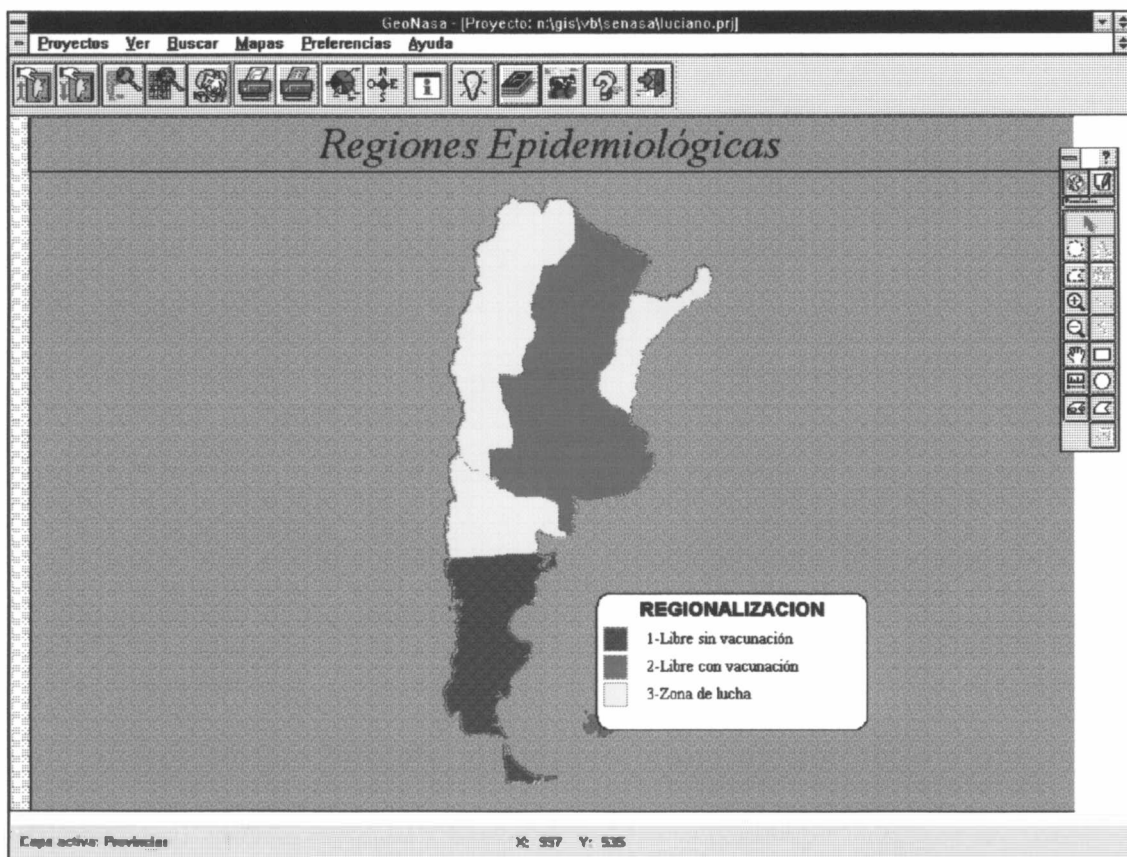 GeoNasa - [Proyecto: n:\gis\vb\senasa\luciano.prj]
Proyectos Ver Buscar Mapas Preferencias Ayuda
Regiones Epidemiológicas
REGIONALIZACION
1-Libre sin vacunación
2-Libre con vacunación
3-Zona de lucha
Capa activa: Provincias X: 997 Y: 535